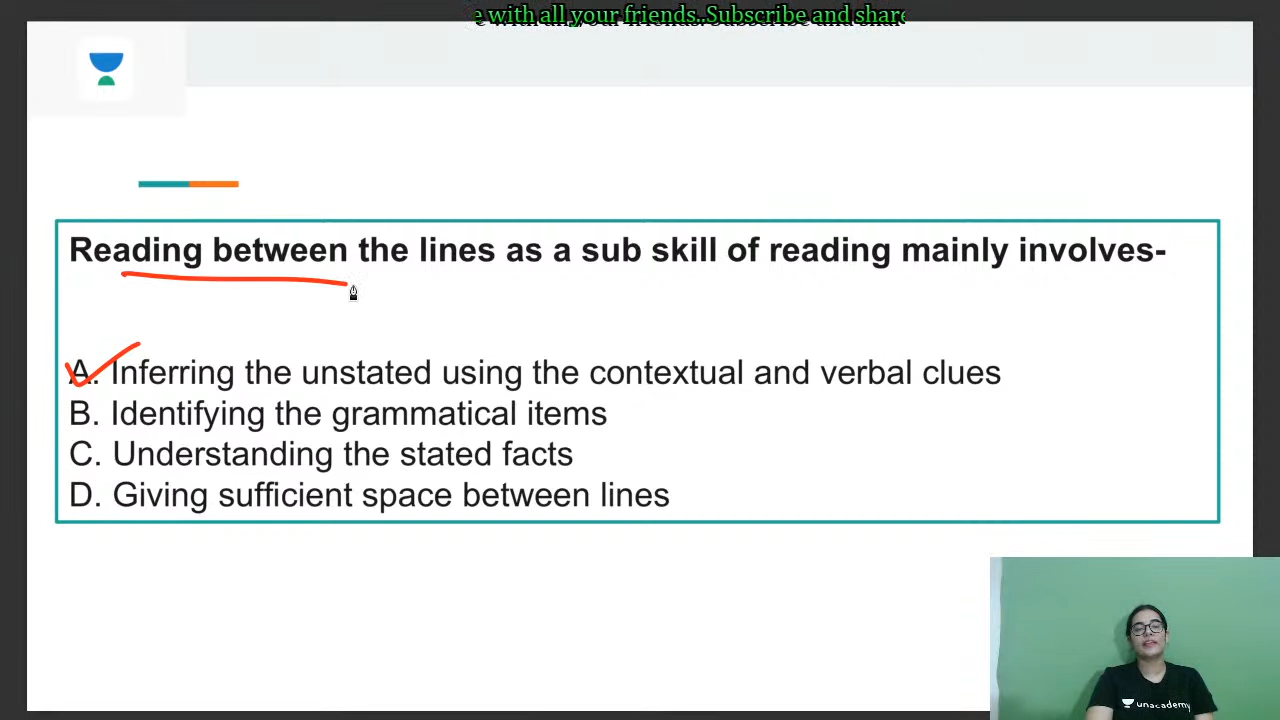 e with all your friends..Subscribe and share
Reading between the lines as a sub skill of reading mainly involves-
A. Inferring the unstated using the contextual and verbal clues
B. Identifying the grammatical items
C. Understanding the stated facts
D. Giving sufficient space between lines
unacademy